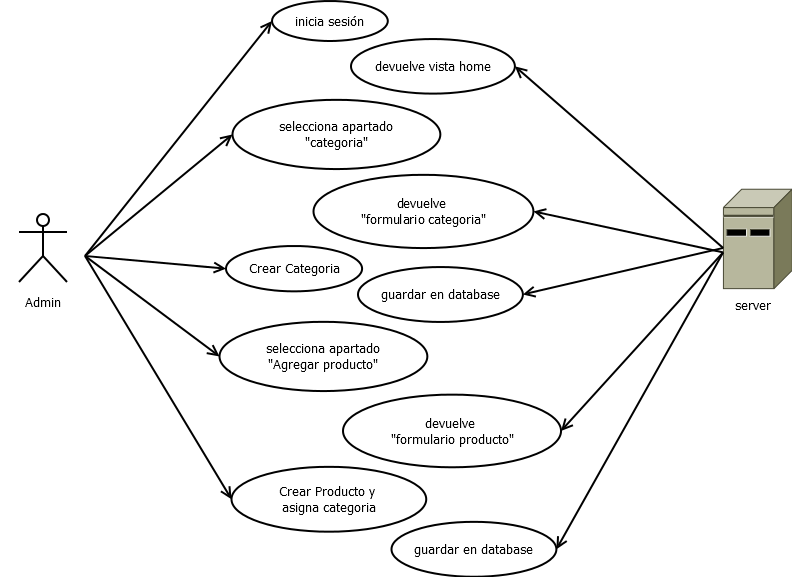 inicia sesión
devuelve vista home
selecciona apartado
"categoria"
devuelve
"formulario categoria"
Crear Categoria
guardar en database
Admin
server
selecciona apartado
"Agregar producto"
devuelve
"formulario producto"
Crear Producto y
asigna categoria
guardar en database